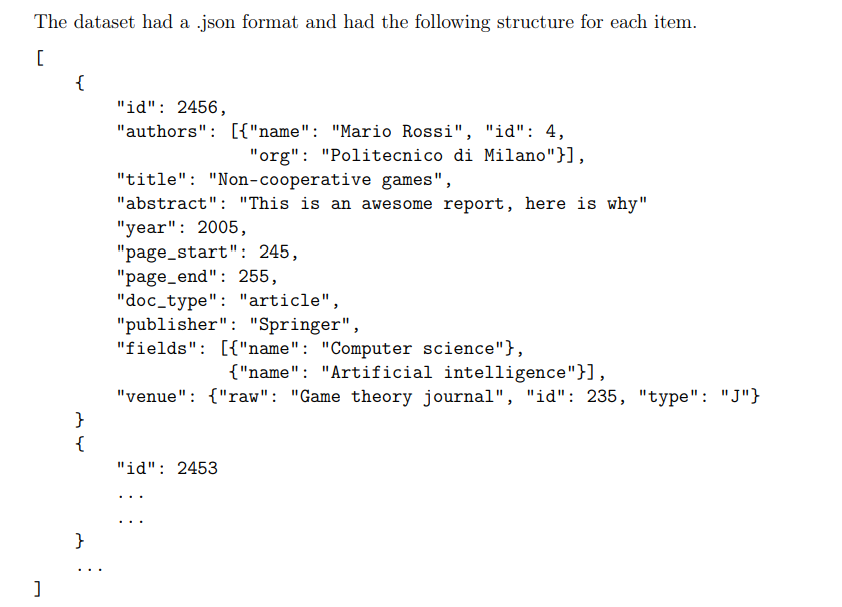 The dataset had a .json format and had the following structure for each item.
[
    {
        "id": 2456,
        "authors": [{"name": "Mario Rossi", "id": 4,
                     "org": "Politecnico di Milano"}],
        "title": "Non-cooperative games",
        "abstract": "This is an awesome report, here is why"
        "year": 2005,
        "page_start": 245,
        "page_end": 255,
        "doc_type": "article",
        "publisher": "Springer",
        "fields": [{"name": "Computer science"},
                   {"name": "Artificial intelligence"}],
        "venue": {"raw": "Game theory journal", "id": 235, "type": "J"}
    }
    {
        "id": 2453
        ...
        ...
    }
    ...
]